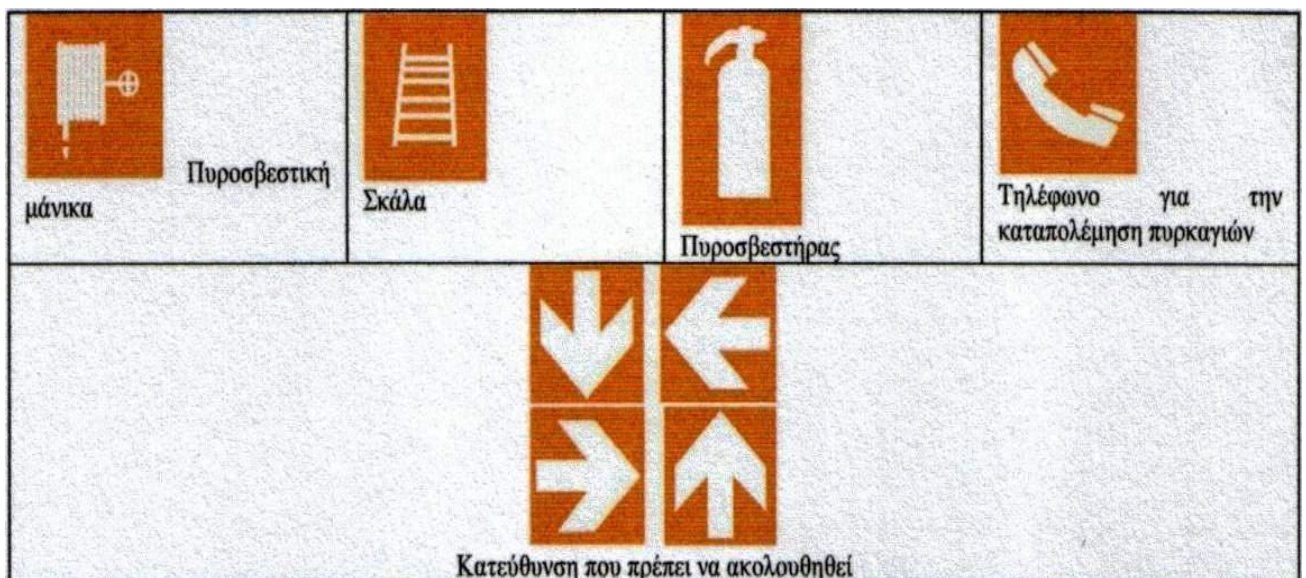 Πυροσβεστική
μάνικα
Σκάλα
Πυροσβεστήρας
Τηλέφωνο για την
καταπολέμηση πυρκαγιών
Κατεύθυνση που πρέπει να ακολουθηθεί